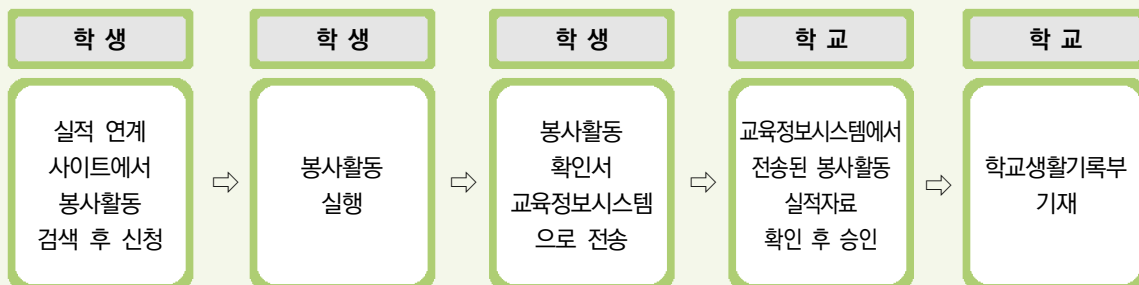 학 생
실적 연계
사이트에서
봉사활동
검색 후 신청
⇨
학 생
봉사활동
실행
⇨
학 생
봉사활동
확인서
교육정보시스템
으로 전송
⇨
학 교
교육정보시스템에서
전송된 봉사활동
실적자료
확인 후 승인
⇨
학 교
학교생활기록부
기재